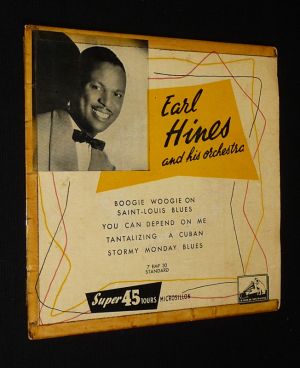 Earl
Hines
and his orchestra
BOOGIE WOOGIE ON
SAINT-LOUIS BLUES
YOU CAN DEPEND ON ME
TANTALIZING A CUBAN
STORMY MONDAY BLUES
7 EMF 30
STANDARD
Super 45 TOURS MICROSILLON